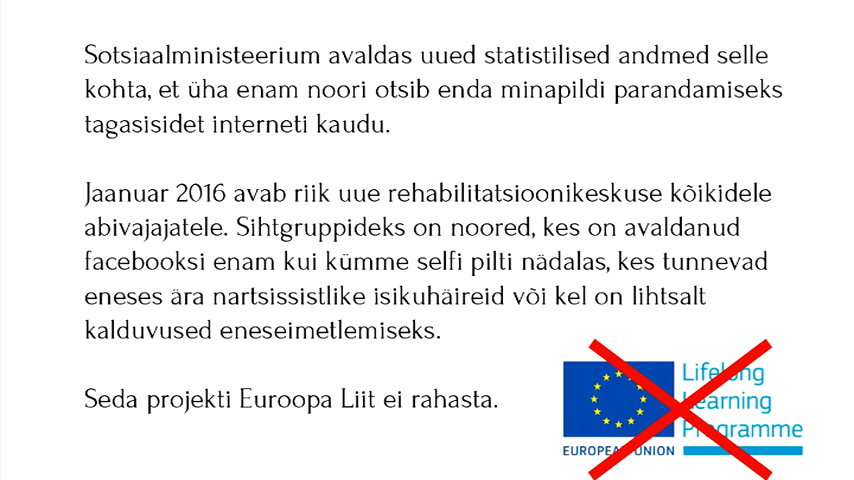 Sotsiaalministeerium avaldas uued statistilised andmed selle
kohta, et üha enam noori otsib enda minapildi parandamiseks
tagasisidet interneti kaudu.
Jaanuar 2016 avab riik uue rehabilitatsioonikeskuse kõikidele
abivajajatele. Sihtgruppideks on noored, kes on avaldanud
facebooksi enam kui kümme selfi pilti nädalas, kes tunnevad
eneses ära nartsissistlike isikuhäireid või kel on lihtsalt
kalduvused eneseimetlemiseks.
Seda projekti Euroopa Liit ei rahasta.
Lifelong
Learning
Programme
EUROPEAN UNION